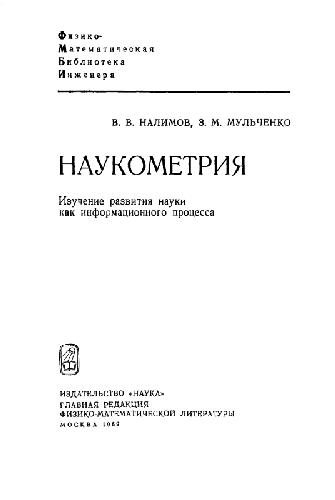 Физико-
Математическая
Библиотека
Инженера
В. В. НАЛИМОВ, З. М. МУЛЬЧЕНКО
НАУКОМЕТРИЯ
Изучение развития науки
как информационного процесса
ИЗДАТЕЛЬСТВО «НАУКА»
ГЛАВНАЯ РЕДАКЦИЯ
ФИЗИКО-МАТЕМАТИЧЕСКОЙ ЛИТЕРАТУРЫ
МОСКВА 1969